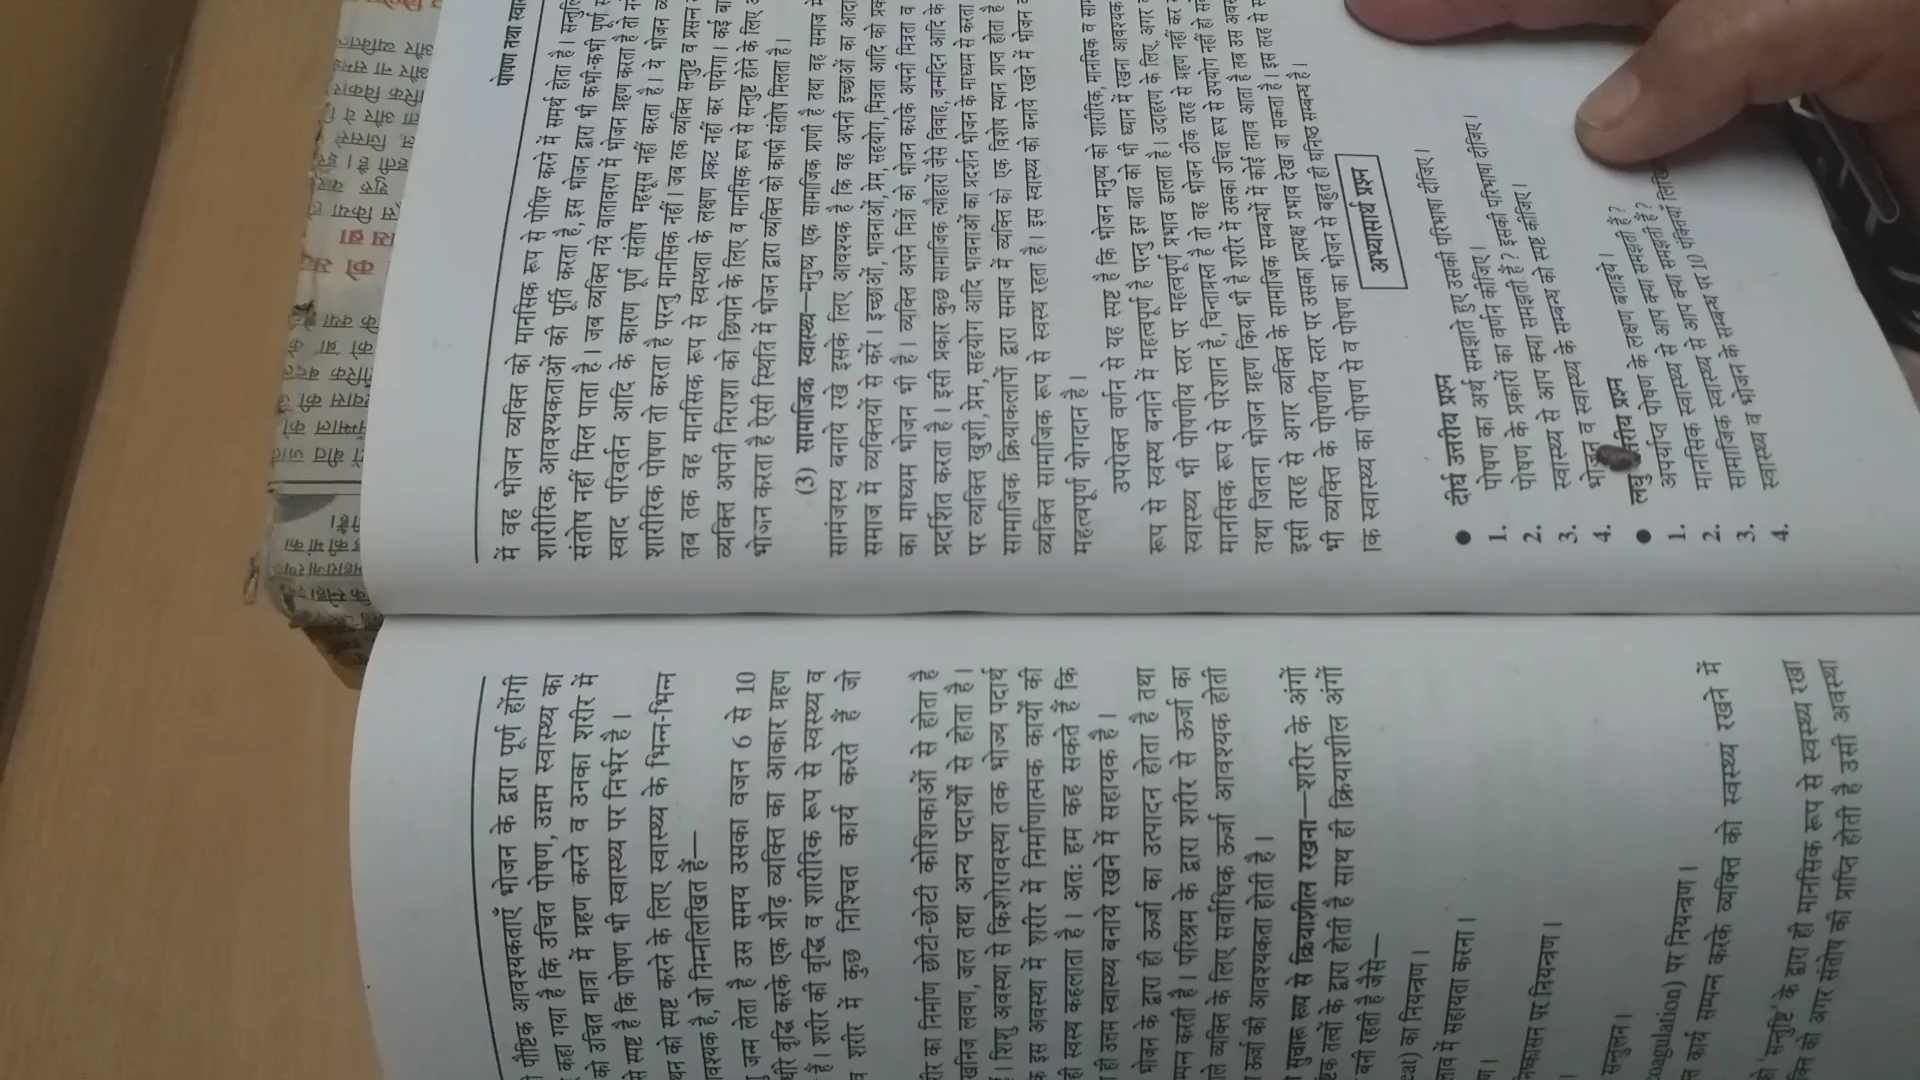 पौष्टिक आवश्यकताएँ भोजन के द्वारा पूर्ण होंगी
कहा गया है कि उचित पोषण, उत्तम स्वास्थ्य का
को उचित मात्रा में ग्रहण करने व उनका शरीर में
से स्पष्ट है कि पोषण भी स्वास्थ्य पर निर्भर है।
को स्पष्ट करने के लिए स्वास्थ्य के भिन्न-भिन्न
है, जो निम्नलिखित हैं—
जन्म लेता है उस समय उसका वजन 6 से 10
वृद्धि करके एक प्रौढ़ व्यक्ति का आकार ग्रहण
हैं। शरीर की वृद्धि व शारीरिक रूप से स्वस्थ्य व
शरीर में कुछ निश्चित कार्य करते हैं जो
का निर्माण छोटी-छोटी कोशिकाओं से होता है
खनिज लवण, जल तथा अन्य पदार्थों से होता है।
शिशु अवस्था से किशोरावस्था तक भोज्य पदार्थ
इस अवस्था में शरीर में निर्माणात्मक कार्यों की
ही स्वस्थ कहलाता है। अतः हम कह सकते हैं कि
ही उत्तम स्वास्थ्य बनाये रखने में सहायक है।
भोजन के द्वारा ही ऊर्जा का उत्पादन होता है तथा
करती है। परिश्रम के द्वारा शरीर से ऊर्जा का
व्यक्ति के लिए सर्वाधिक ऊर्जा आवश्यक होती
ऊर्जा की आवश्यकता होती है।
सुचारू रूप से क्रियाशील रखना—शरीर के अंगों
तत्वों के द्वारा होती है साथ ही क्रियाशील अंगों
बनी रहती है जैसे—
का नियंत्रण।
में सहायता करना।
निष्कासन पर नियन्त्रण।
सन्तुलन।
पर नियन्त्रण।
कार्य सम्पन्न करके व्यक्ति को स्वस्थ्य रखने में
'सन्तुष्टि' के द्वारा ही मानसिक रूप से स्वस्थ्य रखा
को अगर संतोष की प्राप्ति होती है उसी अवस्था
पोषण तथा
में वह भोजन व्यक्ति को मानसिक रूप से पोषित करने में समर्थ होता है।
शारीरिक आवश्यकताओं की पूर्ति करता है, इस भोजन द्वारा भी कभी-कभी पूर्ण
संतोष नहीं मिल पाता है। जब व्यक्ति नये वातावरण में भोजन ग्रहण करता है तो
स्वाद परिवर्तन आदि के कारण पूर्ण संतोष महसूस नहीं करता है। ये भोजन
शारीरिक पोषण तो करता है परन्तु मानसिक नहीं। जब तक व्यक्ति सन्तुष्ट व प्रसन्न
तब तक वह मानसिक रूप से स्वस्थता के लक्षण प्रकट नहीं कर पायेगा। कई
व्यक्ति अपनी निराशा को छिपाने के लिए व मानसिक रूप से सन्तुष्ट होने के लिए
भोजन करता है ऐसी स्थिति में भोजन द्वारा व्यक्ति को काफी संतोष मिलता है।
(3) सामाजिक स्वास्थ्य—मनुष्य एक सामाजिक प्राणी है तथा वह समाज में
सामंजस्य बनाये रखे इसके लिए आवश्यक है कि वह अपनी इच्छाओं का
समाज में व्यक्तियों से करें। इच्छाओं, भावनाओं, प्रेम, सहयोग, मित्रता आदि को
का माध्यम भोजन भी है। व्यक्ति अपने मित्रों को भोजन कराके अपनी मित्रता व
प्रदर्शित करता है। इसी प्रकार कुछ सामाजिक त्यौहारों जैसे विवाह, जन्मदिन आदि के
पर व्यक्ति खुशी, प्रेम, सहयोग आदि भावनाओं का प्रदर्शन भोजन के माध्यम से करता
सामाजिक क्रियाकलापों द्वारा समाज में व्यक्ति को एक विशेष स्थान प्राप्त होता है
व्यक्ति सामाजिक रूप से स्वस्थ रहता है। इस स्वास्थ्य को बनाये रखने में भोजन
महत्वपूर्ण योगदान है।
उपरोक्त वर्णन से यह स्पष्ट है कि भोजन मनुष्य को शारीरिक, मानसिक व
रूप से स्वस्थ्य बनाने में महत्वपूर्ण है परन्तु इस बात को भी ध्यान में रखना आवश्यक
स्वास्थ्य भी पोषणीय स्तर पर महत्वपूर्ण प्रभाव डालता है। उदाहरण के लिए, अगर
मानसिक रूप से परेशान है, चिन्ताग्रस्त है तो वह भोजन ठीक तरह से ग्रहण नहीं कर
तथा जितना भोजन ग्रहण किया भी है शरीर में उसका उचित रूप से उपयोग नहीं हो
इसी तरह से अगर व्यक्ति के सामाजिक सम्बन्धों में कोई तनाव आता है तब उस
भी व्यक्ति के पोषणीय स्तर पर उसका प्रत्यक्ष प्रभाव देखा जा सकता है। इस तरह से
कि स्वास्थ्य का पोषण से व पोषण का भोजन से बहुत ही घनिष्ठ सम्बन्ध है।
अभ्यासार्थ प्रश्न
● दीर्घ उत्तरीय प्रश्न
1. पोषण का अर्थ समझाते हुए उसकी परिभाषा दीजिए।
2. पोषण के प्रकारों का वर्णन कीजिए।
3. स्वास्थ्य से आप क्या समझती हैं? इसकी परिभाषा दीजिए।
4. भोजन व स्वास्थ्य के सम्बन्ध को स्पष्ट कीजिए।
● लघु
1. अपर्याप्त पोषण के लक्षण बताइये।
2. मानसिक स्वास्थ्य से आप क्या समझती हैं?
3. सामाजिक स्वास्थ्य से आप क्या समझती हैं?
4. स्वास्थ्य व भोजन के सम्बन्ध पर 10 पंक्तियाँ